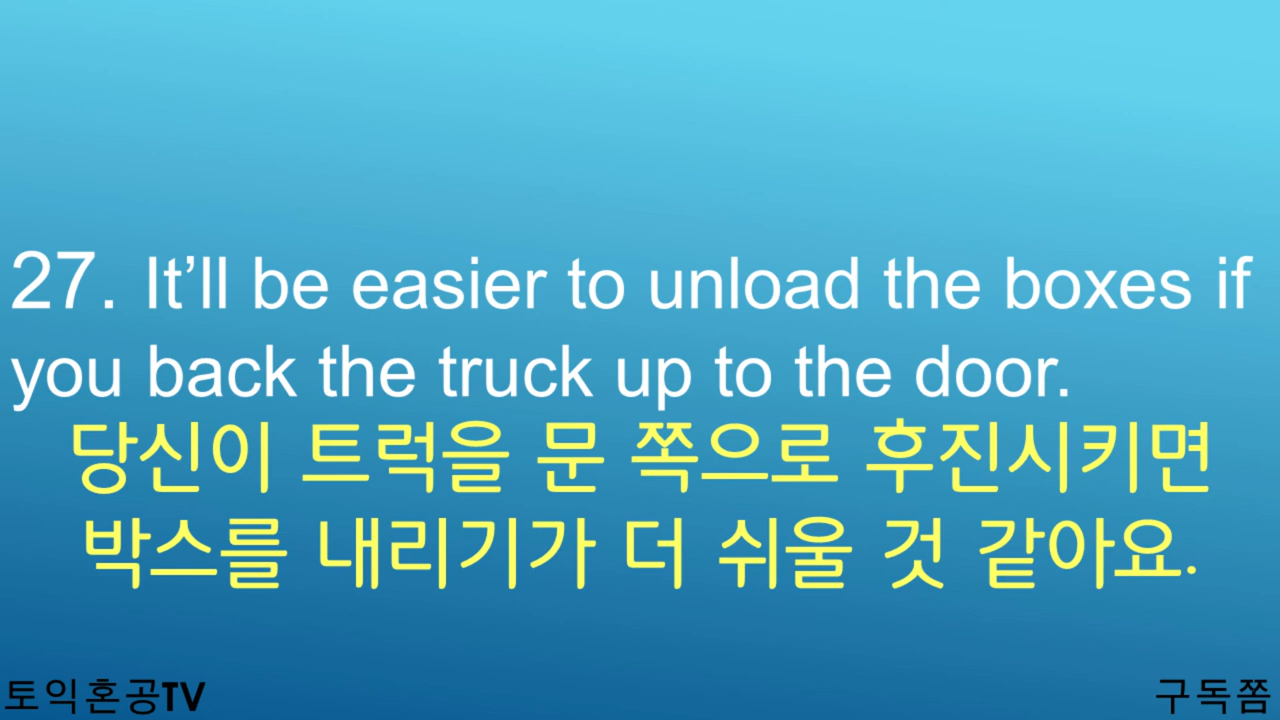 27. It’ll be easier to unload the boxes if
you back the truck up to the door.
당신이 트럭을 문 쪽으로 후진시키면
박스를 내리기가 더 쉬울 것 같아요.
토익혼공TV
구독쫌